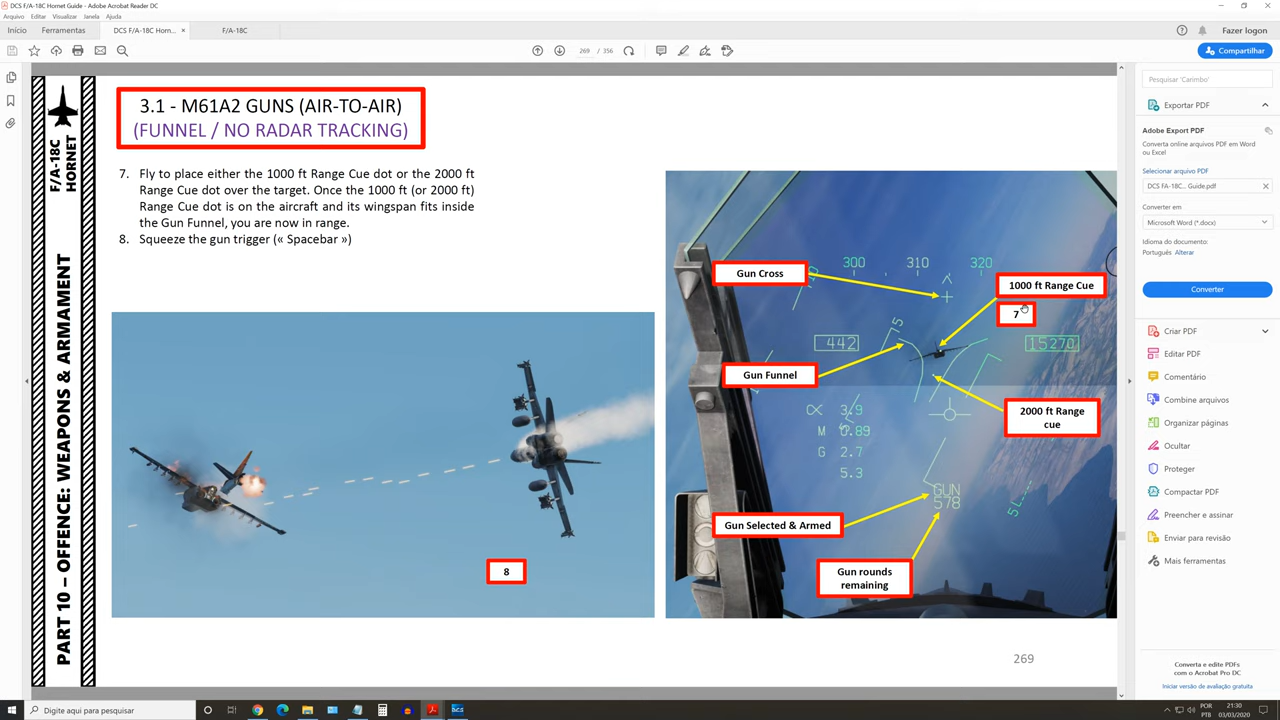 DCS F/A-18C Hornet Guide - Adobe Acrobat Reader DC
Arquivo Editar Visualizar Janela Ajuda
Início Ferramentas DCS F/A-18C Horn... × F/A-18C Fazer logon
269 / 356 Compartilhar
F/A-18C
HORNET
PART 10 – OFFENCE: WEAPONS & ARMAMENT
3.1 - M61A2 GUNS (AIR-TO-AIR)
(FUNNEL / NO RADAR TRACKING)
7. Fly to place either the 1000 ft Range Cue dot or the 2000 ft
Range Cue dot over the target. Once the 1000 ft (or 2000 ft)
Range Cue dot is on the aircraft and its wingspan fits inside
the Gun Funnel, you are now in range.
8. Squeeze the gun trigger (« Spacebar »)
8
300 310 320
Gun Cross
1000 ft Range Cue
7
5
442
15270
Gun Funnel
2000 ft Range
cue
α 3.9
M 0.89
G 2.7
5.3
GUN
578
5
Gun Selected & Armed
Gun rounds
remaining
269
Pesquisar 'Carimbo'
Exportar PDF
Adobe Export PDF
Converta online arquivos PDF em Word
ou Excel
Selecionar arquivo PDF
DCS FA-18C... Guide.pdf ×
Converter em
Microsoft Word (*.docx)
Idioma do documento:
Português Alterar
Converter
Criar PDF
Editar PDF
Comentário
Combine arquivos
Organizar páginas
Ocultar
Proteger
Compactar PDF
Preencher e assinar
Enviar para revisão
Mais ferramentas
Converta e edite PDFs
com o Acrobat Pro DC
Iniciar versão de avaliação gratuita
Digite aqui para pesquisar
POR
PTB
21:30
03/03/2020